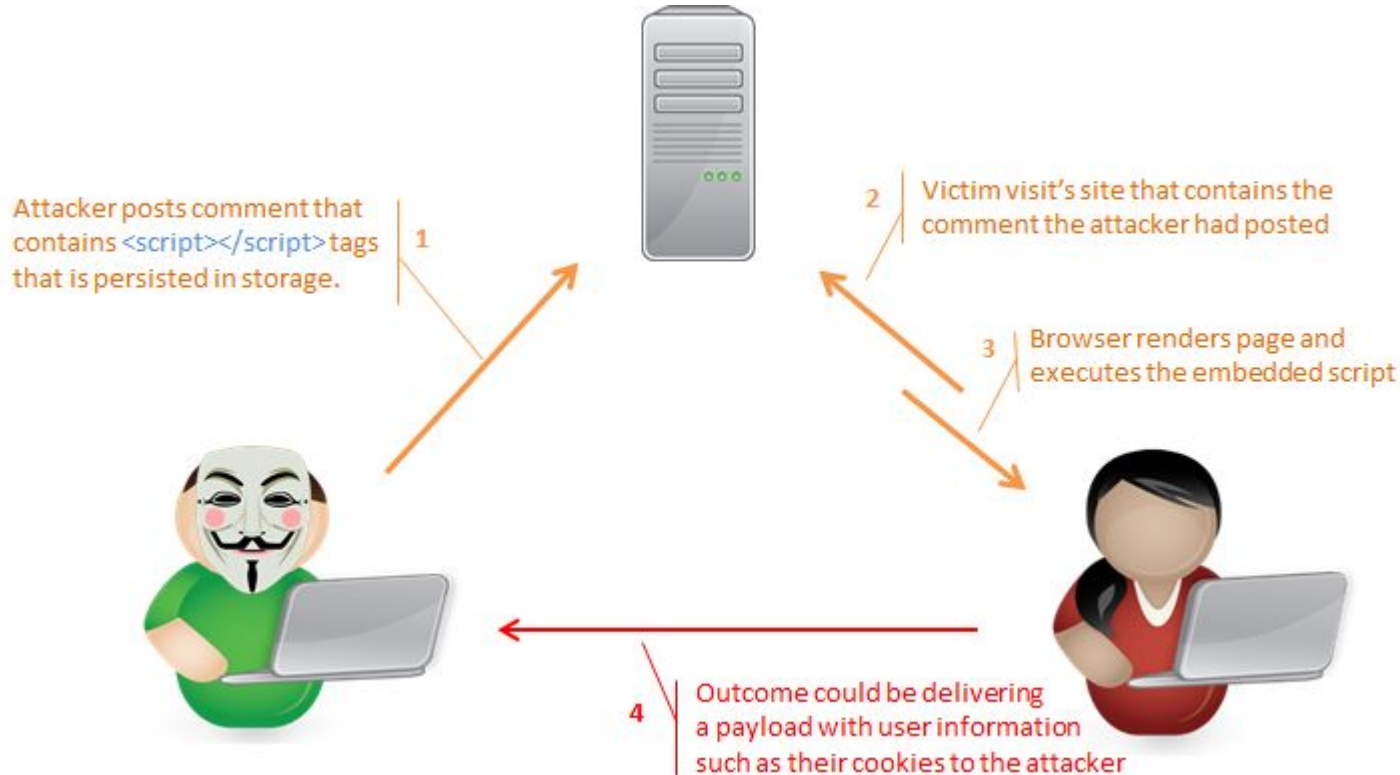 Attacker posts comment that
contains <script></script> tags
that is persisted in storage.
1
2
Victim visit's site that contains the
comment the attacker had posted
3
Browser renders page and
executes the embedded script
4
Outcome could be delivering
a payload with user information
such as their cookies to the attacker